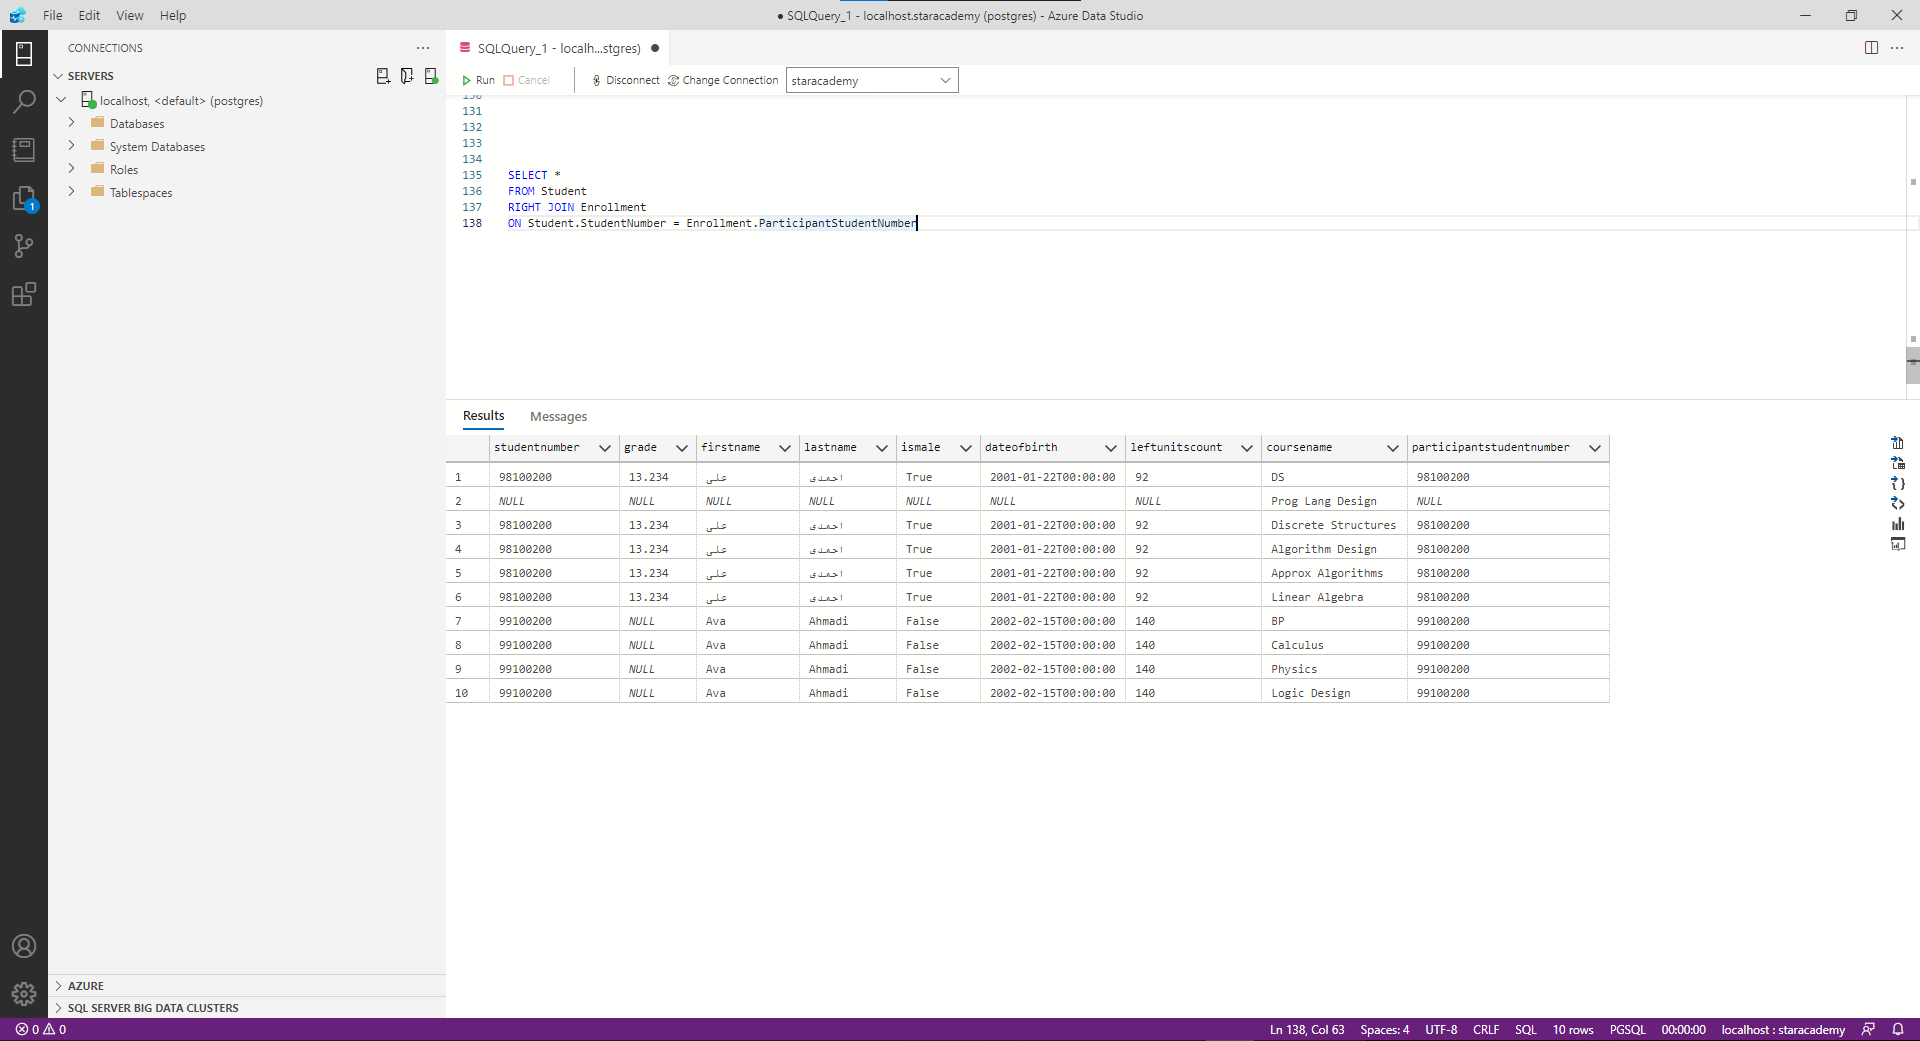 File Edit View Help
● SQLQuery_1 - localhost.staracademy (postgres) - Azure Data Studio
CONNECTIONS
SERVERS
localhost, <default> (postgres)
Databases
System Databases
Roles
Tablespaces
AZURE
SQL SERVER BIG DATA CLUSTERS
1
SQLQuery_1 - localh...stgres) ●
Run Cancel Disconnect Change Connection staracademy
130
131
132
133
134
135 SELECT *
136 FROM Student
137 RIGHT JOIN Enrollment
138 ON Student.StudentNumber = Enrollment.ParticipantStudentNumber
Results Messages
studentnumber grade firstname lastname ismale dateofbirth leftunitscount coursename participantstudentnumber
1 98100200 13.234 علی احمدی True 2001-01-22T00:00:00 92 DS 98100200
2 NULL NULL NULL NULL NULL NULL NULL Prog Lang Design NULL
3 98100200 13.234 علی احمدی True 2001-01-22T00:00:00 92 Discrete Structures 98100200
4 98100200 13.234 علی احمدی True 2001-01-22T00:00:00 92 Algorithm Design 98100200
5 98100200 13.234 علی احمدی True 2001-01-22T00:00:00 92 Approx Algorithms 98100200
6 98100200 13.234 علی احمدی True 2001-01-22T00:00:00 92 Linear Algebra 98100200
7 99100200 NULL Ava Ahmadi False 2002-02-15T00:00:00 140 BP 99100200
8 99100200 NULL Ava Ahmadi False 2002-02-15T00:00:00 140 Calculus 99100200
9 99100200 NULL Ava Ahmadi False 2002-02-15T00:00:00 140 Physics 99100200
10 99100200 NULL Ava Ahmadi False 2002-02-15T00:00:00 140 Logic Design 99100200
0 0 Ln 138, Col 63 Spaces: 4 UTF-8 CRLF SQL 10 rows PGSQL 00:00:00 localhost : staracademy